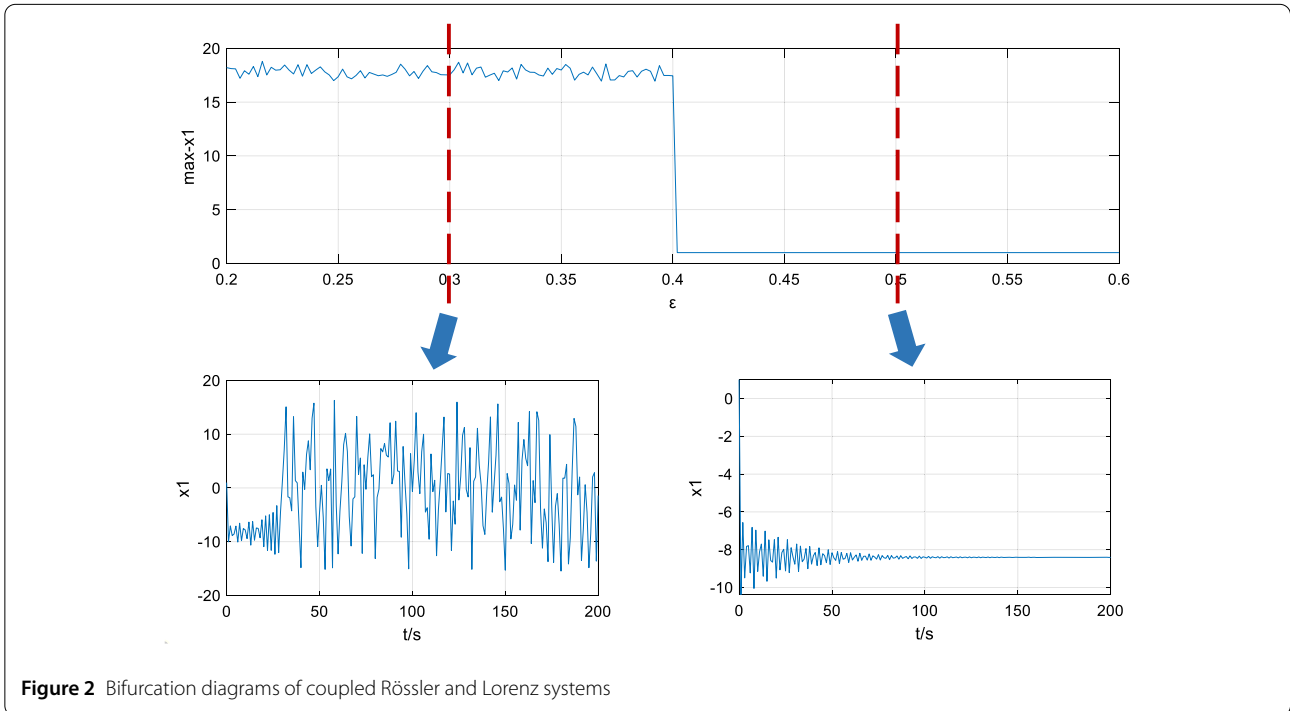 20
15
10
5
0
max-x1
0.2 0.25 0.3 0.35 0.4 0.45 0.5 0.55 0.6
ε
20
10
0
-10
-20
x1
0 50 100 150 200
t/s
0
-2
-4
-6
-8
-10
x1
0 50 100 150 200
t/s
Figure 2 Bifurcation diagrams of coupled Rössler and Lorenz systems